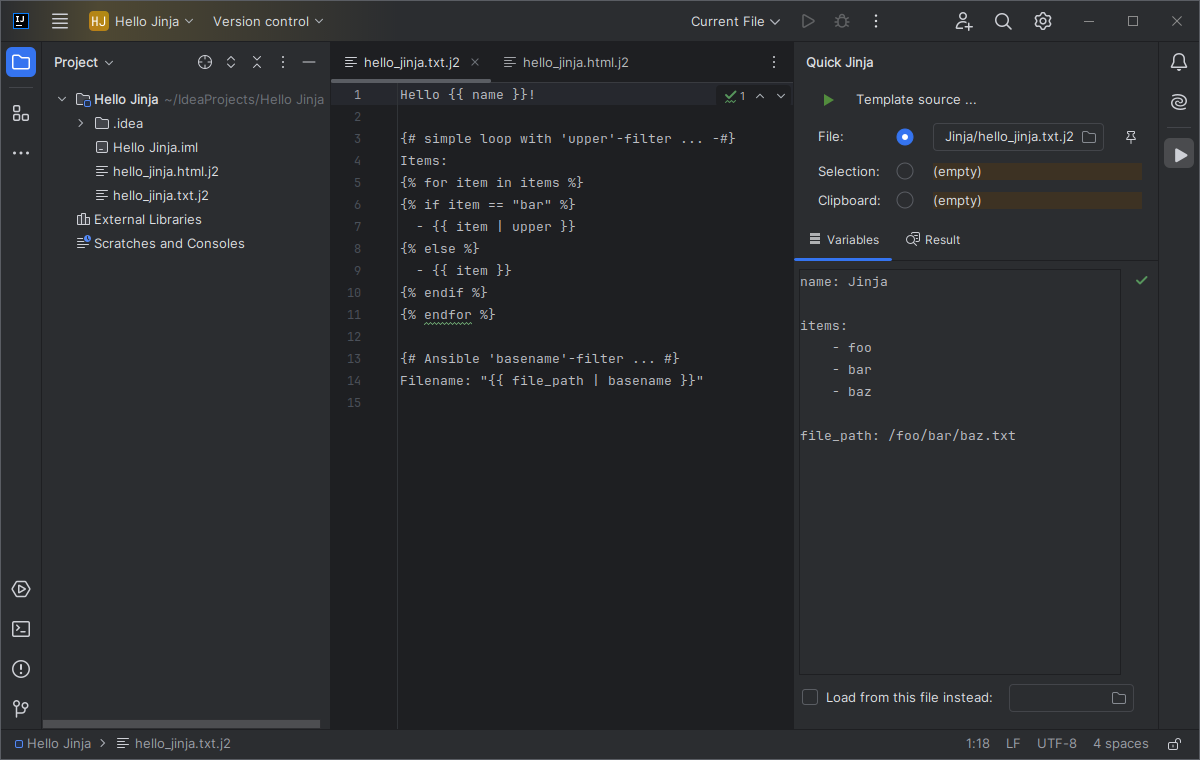 HJ Hello Jinja Version control Current File
Project
Hello Jinja ~/IdeaProjects/Hello Jinja
.idea
Hello Jinja.iml
hello_jinja.html.j2
hello_jinja.txt.j2
External Libraries
Scratches and Consoles
hello_jinja.txt.j2 hello_jinja.html.j2
1 Hello {{ name }}! 1
2
3 {# simple loop with 'upper'-filter ... -#}
4 Items:
5 {% for item in items %}
6 {% if item == "bar" %}
7   - {{ item | upper }}
8 {% else %}
9   - {{ item }}
10 {% endif %}
11 {% endfor %}
12
13 {# Ansible 'basename'-filter ... #}
14 Filename: "{{ file_path | basename }}"
15
Quick Jinja
Template source ...
File: Jinja/hello_jinja.txt.j2
Selection: (empty)
Clipboard: (empty)
Variables Result
name: Jinja
items:
    - foo
    - bar
    - baz
file_path: /foo/bar/baz.txt
Load from this file instead:
Hello Jinja hello_jinja.txt.j2 1:18 LF UTF-8 4 spaces